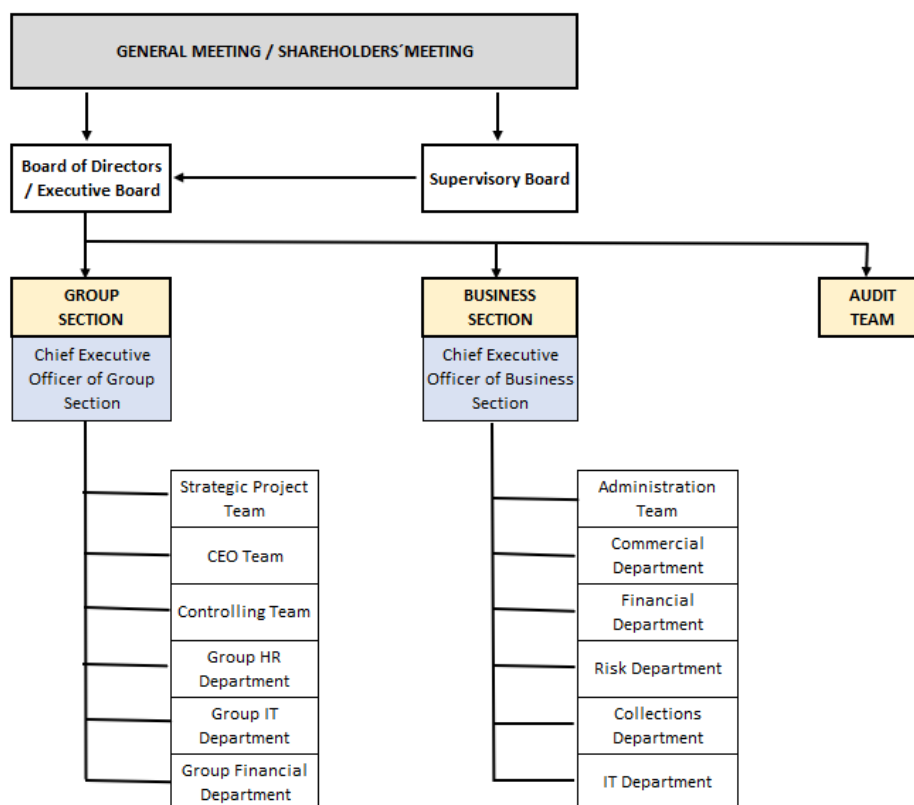 GENERAL MEETING / SHAREHOLDERS´MEETING
Board of Directors
/ Executive Board
Supervisory Board
GROUP
SECTION
Chief Executive
Officer of Group
Section
BUSINESS
SECTION
Chief Executive
Officer of Business
Section
AUDIT
TEAM
Strategic Project
Team
CEO Team
Controlling Team
Group HR
Department
Group IT
Department
Group Financial
Department
Administration
Team
Commercial
Department
Financial
Department
Risk Department
Collections
Department
IT Department